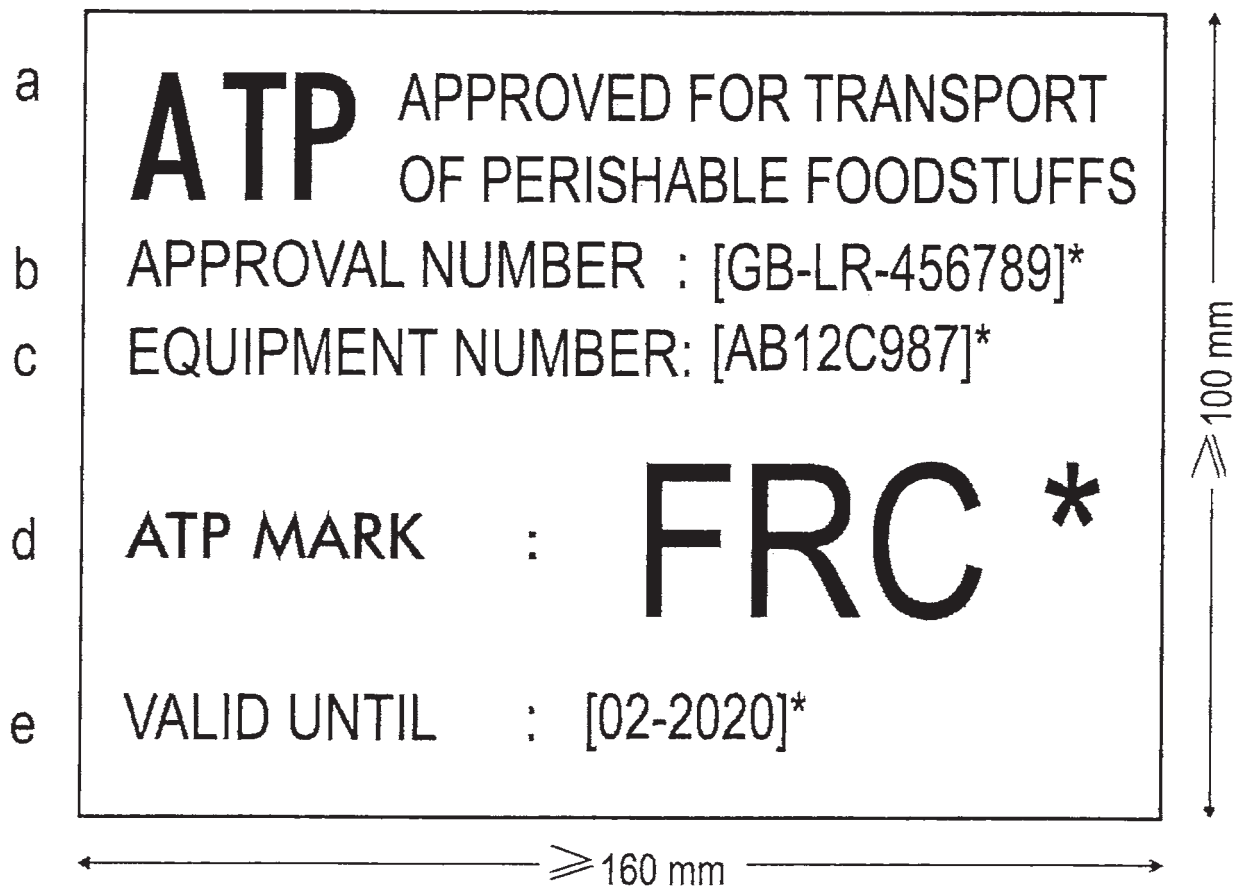 a ATP APPROVED FOR TRANSPORT
OF PERISHABLE FOODSTUFFS
b APPROVAL NUMBER : [GB-LR-456789]*
c EQUIPMENT NUMBER: [AB12C987]*
d ATP MARK : FRC *
e VALID UNTIL : [02-2020]*
≥ 160 mm
≥ 100 mm